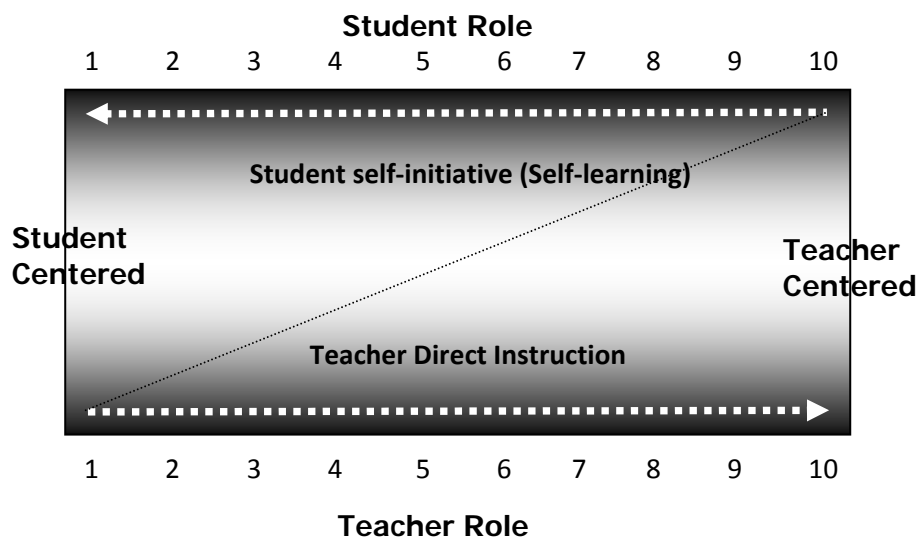 Student Role
1 2 3 4 5 6 7 8 9 10
Student self-initiative (Self-learning)
Student
Centered
Teacher
Centered
Teacher Direct Instruction
1 2 3 4 5 6 7 8 9 10
Teacher Role